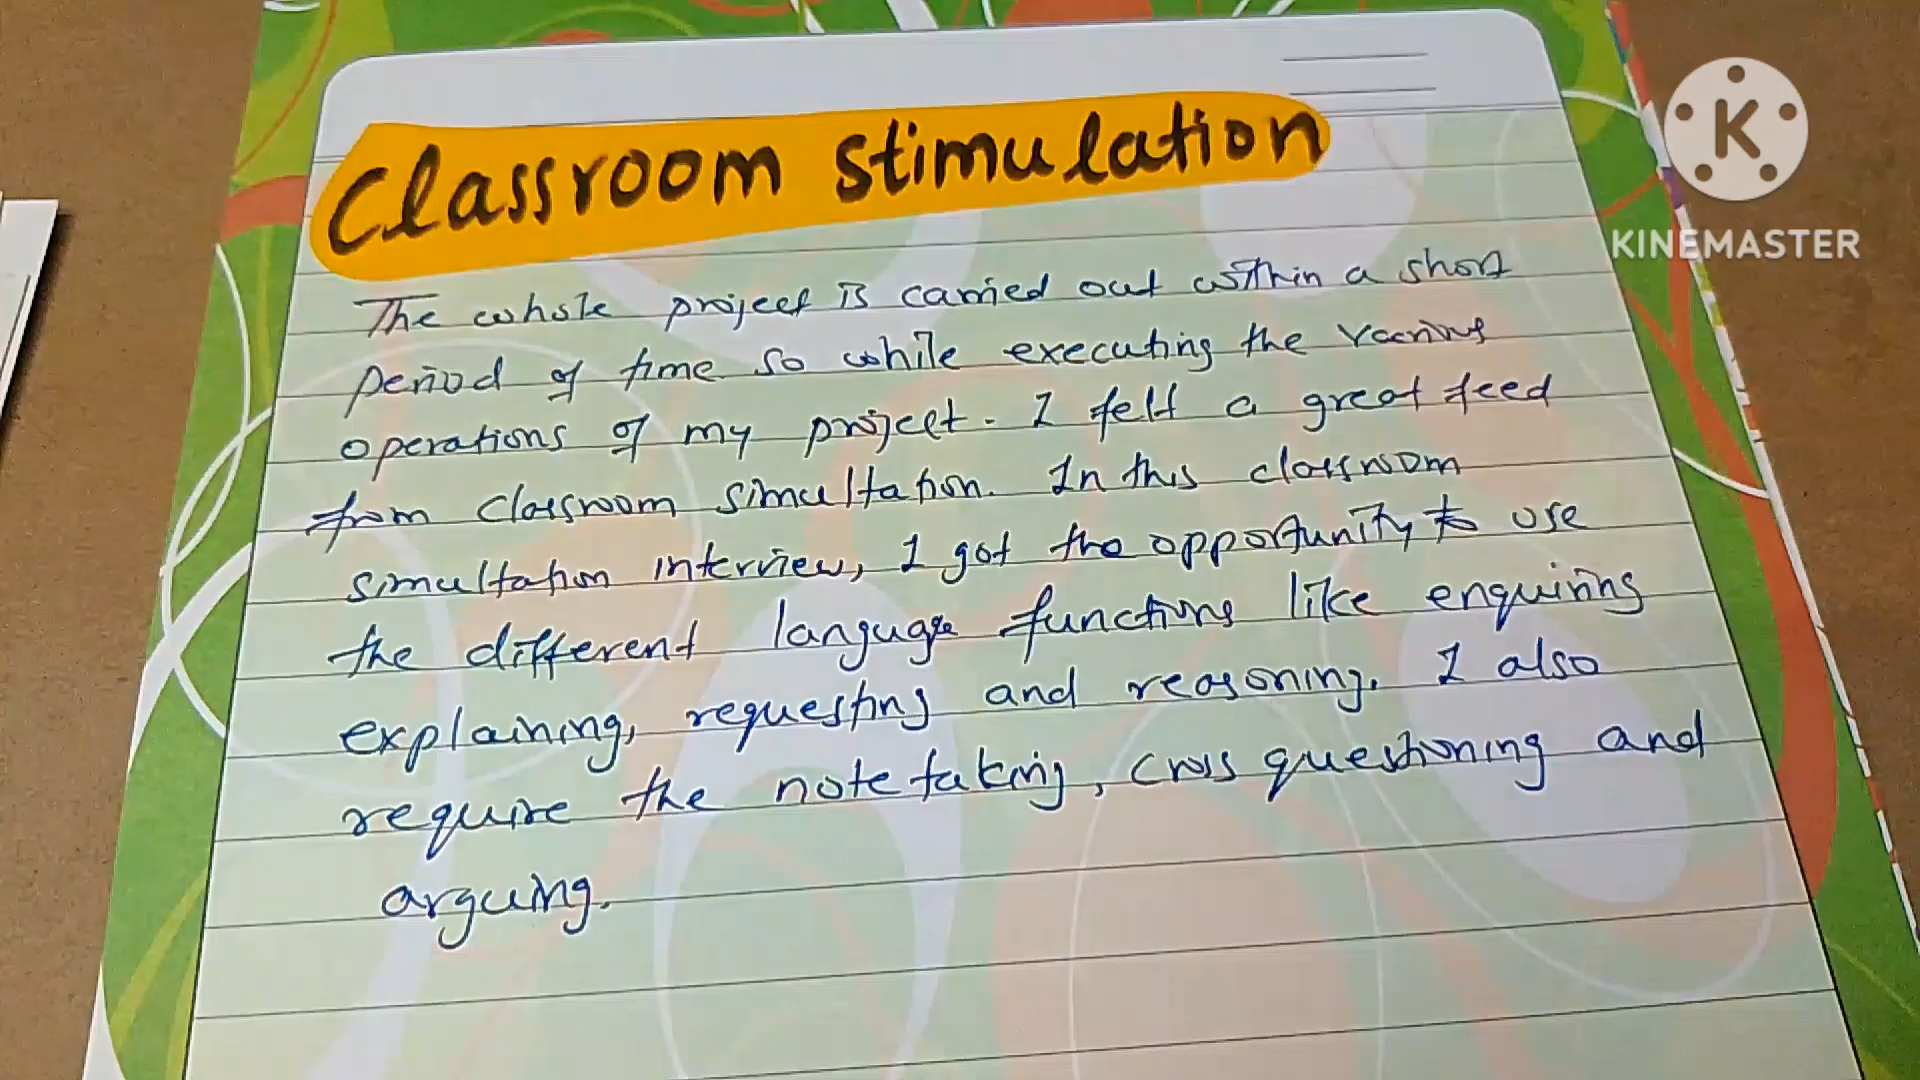 Classroom stimulation
K
KINEMASTER
The whole project is carried out within a short
period of time so while executing the various
operations of my project. I felt a great feed
from classroom simultation. In this classroom
simultation interview, I got the opportunity to use
the different language functions like enquiring
explaining, requesting and reasoning. I also
require the note taking, cross questioning and
arguing.